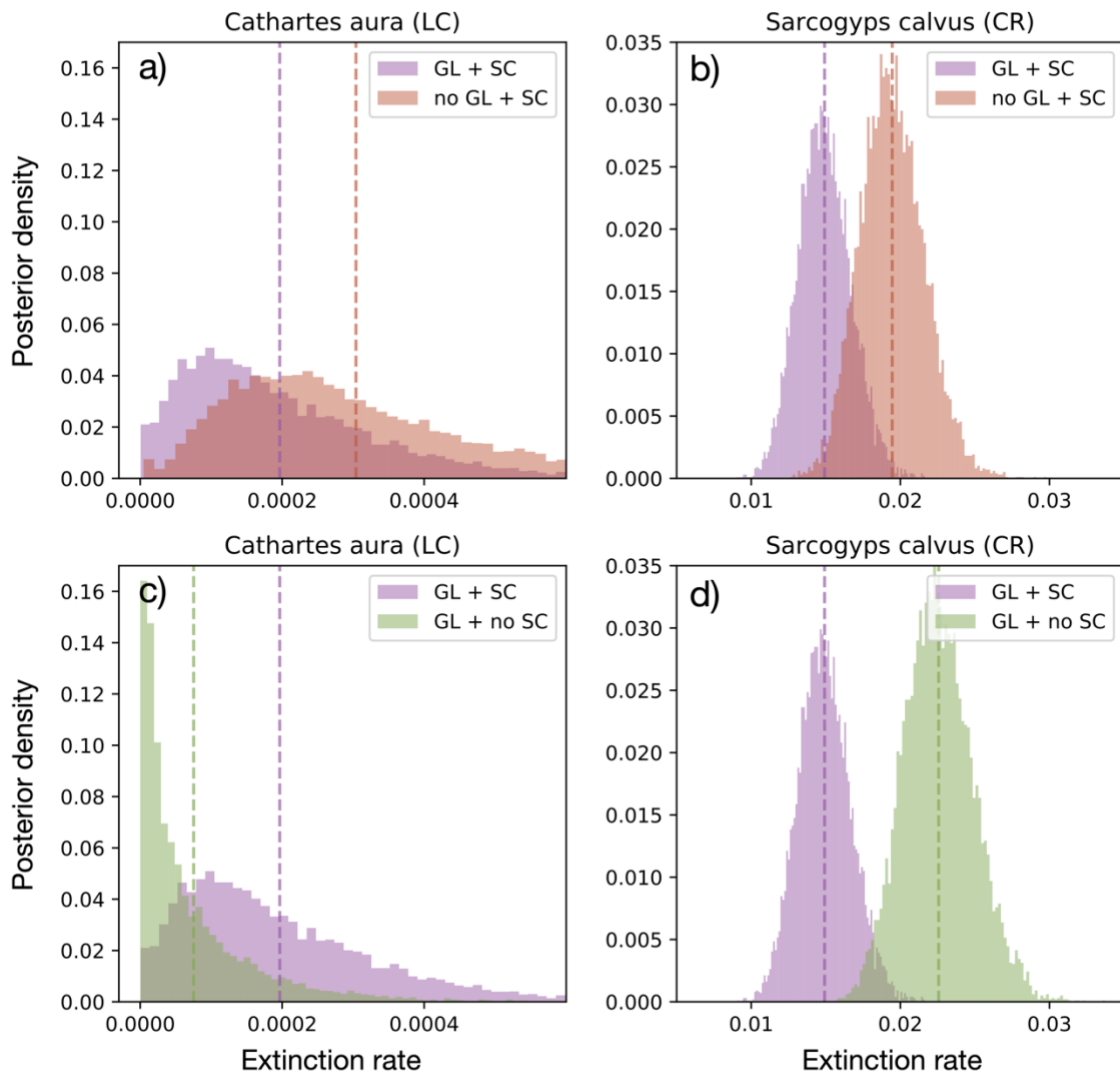 Cathartes aura (LC)
a)
GL + SC
no GL + SC
Posterior density
0.16
0.14
0.12
0.10
0.08
0.06
0.04
0.02
0.00
0.0000 0.0002 0.0004
Sarcogyps calvus (CR)
b)
GL + SC
no GL + SC
0.035
0.030
0.025
0.020
0.015
0.010
0.005
0.000
0.01 0.02 0.03
Cathartes aura (LC)
c)
GL + SC
GL + no SC
Posterior density
0.16
0.14
0.12
0.10
0.08
0.06
0.04
0.02
0.00
0.0000 0.0002 0.0004
Extinction rate
Sarcogyps calvus (CR)
d)
GL + SC
GL + no SC
0.035
0.030
0.025
0.020
0.015
0.010
0.005
0.000
0.01 0.02 0.03
Extinction rate